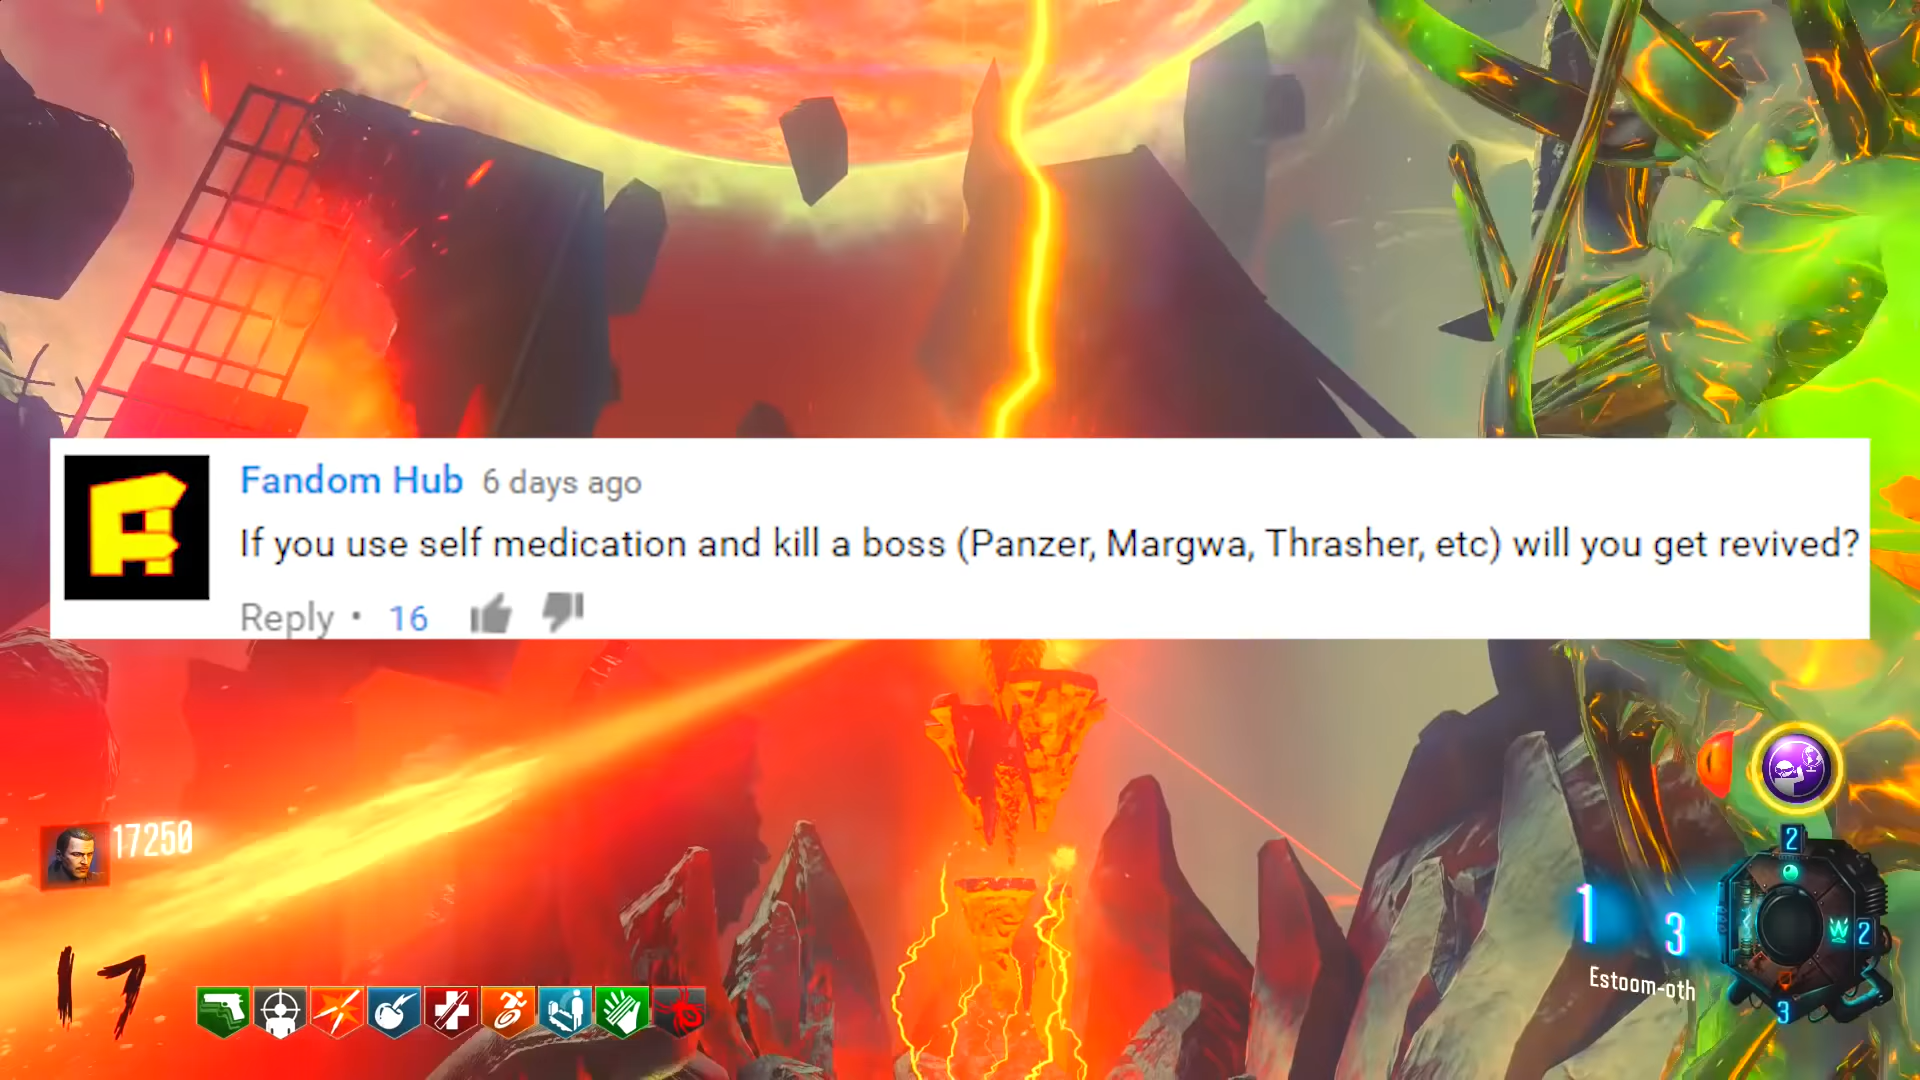 Fandom Hub 6 days ago
If you use self medication and kill a boss (Panzer, Margwa, Thrasher, etc) will you get revived?
Reply • 16
17250
2
1 3
W 2
Estoom-oth
3
17